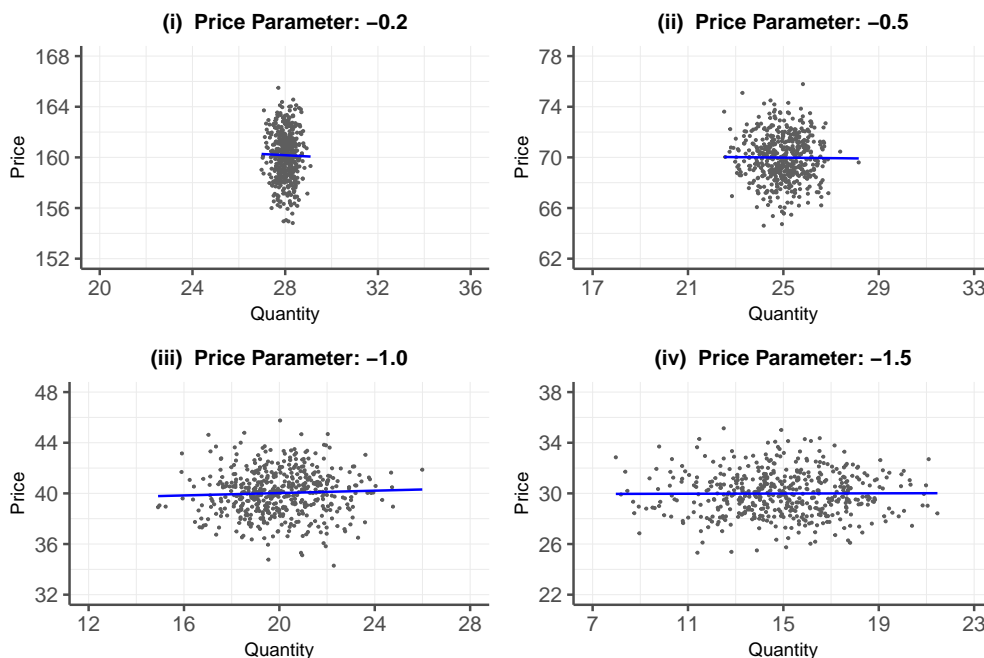 (i)  Price Parameter: −0.2
168
164
160
156
152
Price
20 24 28 32 36
Quantity
(ii)  Price Parameter: −0.5
78
74
70
66
62
Price
17 21 25 29 33
Quantity
(iii)  Price Parameter: −1.0
48
44
40
36
32
Price
12 16 20 24 28
Quantity
(iv)  Price Parameter: −1.5
38
34
30
26
22
Price
7 11 15 19 23
Quantity